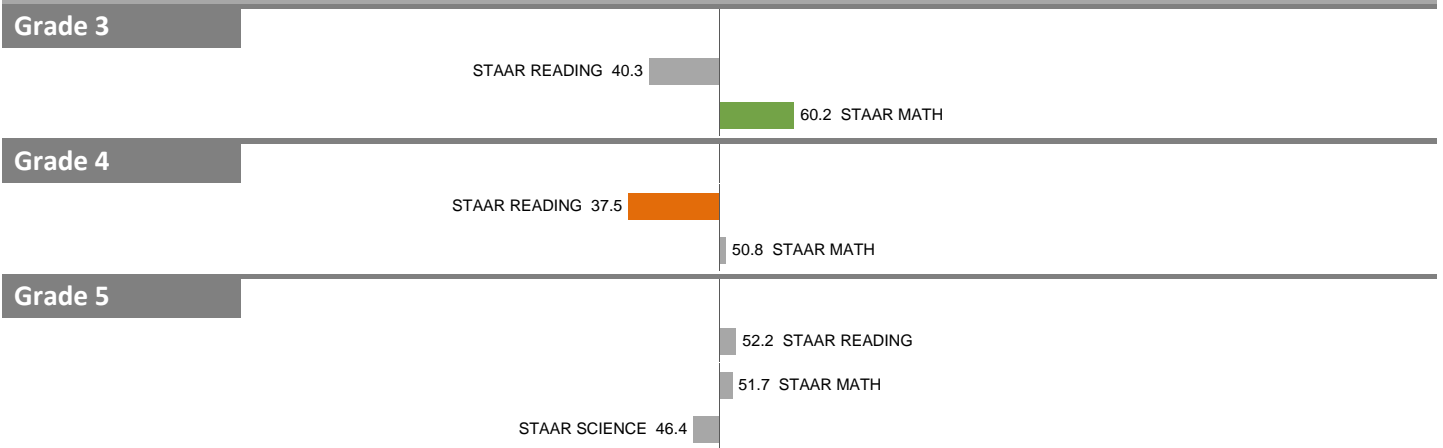 Grade 3
STAAR READING 40.3
60.2 STAAR MATH
Grade 4
STAAR READING 37.5
50.8 STAAR MATH
Grade 5
52.2 STAAR READING
51.7 STAAR MATH
STAAR SCIENCE 46.4